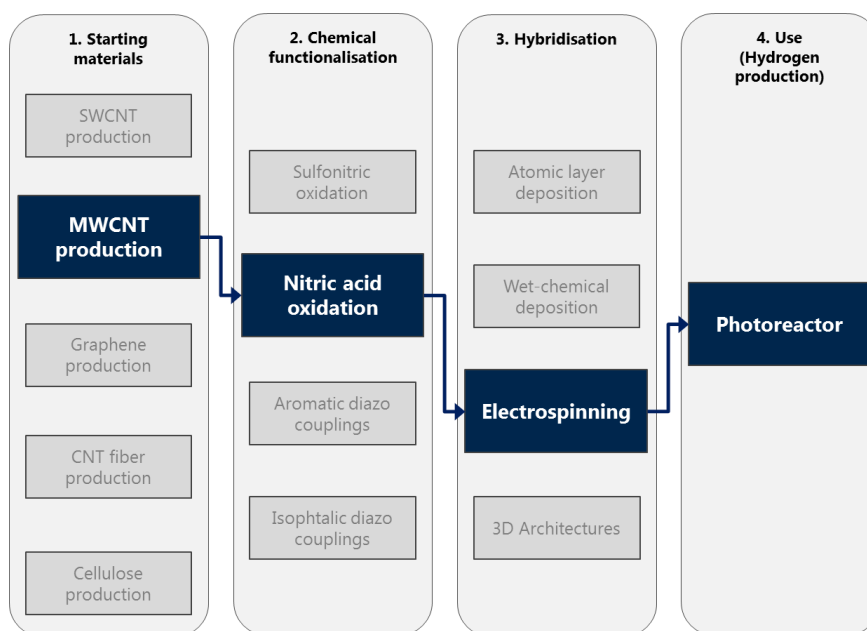 1. Starting
materials
SWCNT
production
MWCNT
production
Graphene
production
CNT fiber
production
Cellulose
production
2. Chemical
functionalisation
Sulfonitric
oxidation
Nitric acid
oxidation
Aromatic diazo
couplings
Isophtalic diazo
couplings
3. Hybridisation
Atomic layer
deposition
Wet-chemical
deposition
Electrospinning
3D Architectures
4. Use
(Hydrogen
production)
Photoreactor